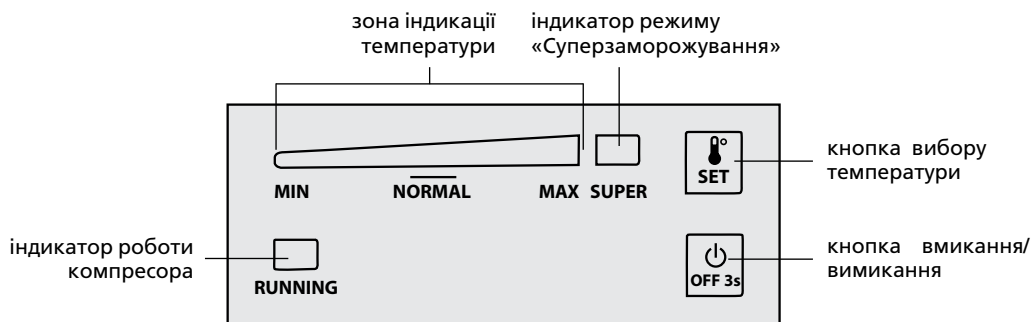 зона індикації
температури
індикатор режиму
«Суперзаморожування»
MIN
NORMAL
MAX
SUPER
SET
кнопка вибору
температури
індикатор роботи
компресора
RUNNING
OFF 3s
кнопка вмикання/
вимикання